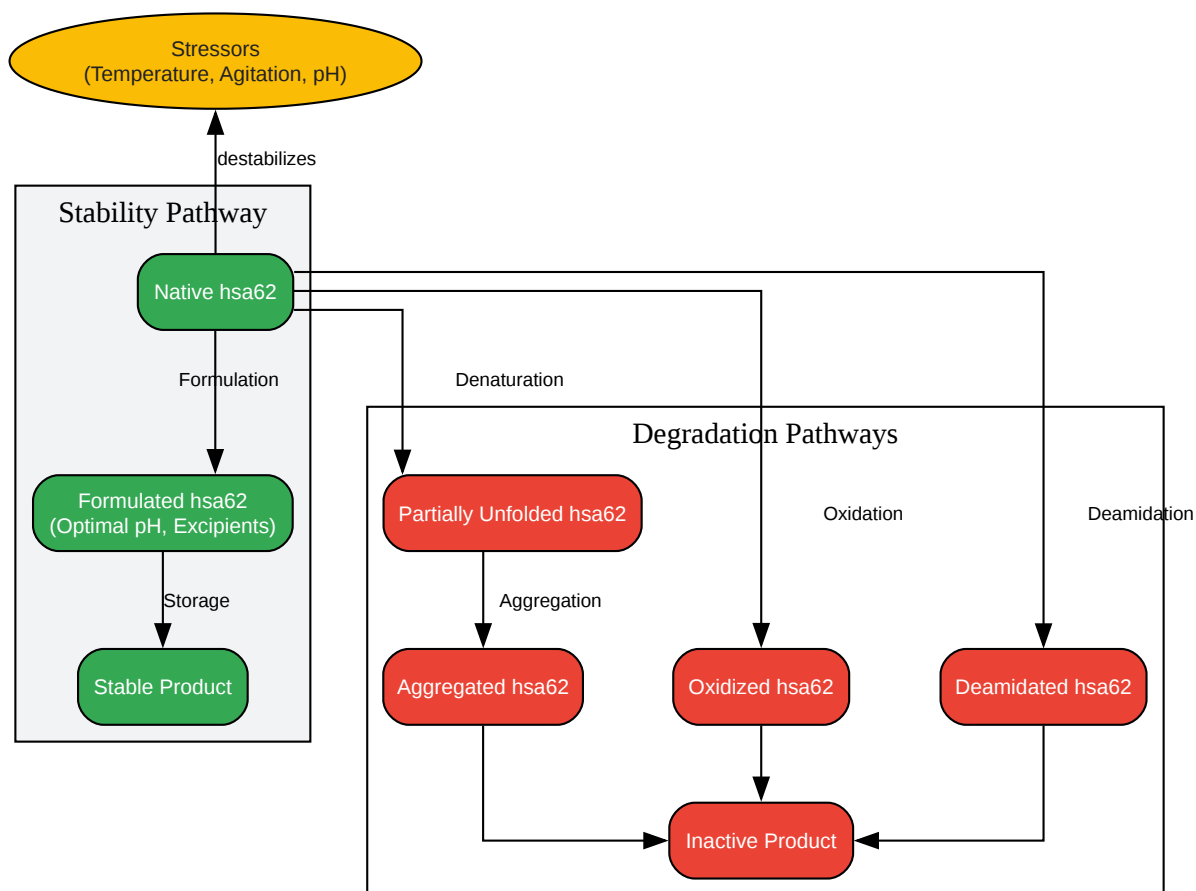 Stressors
(Temperature, Agitation, pH)
destabilizes
Stability Pathway
Native hsa62
Formulation
Denaturation
Degradation Pathways
Formulated hsa62
(Optimal pH, Excipients)
Partially Unfolded hsa62
Oxidation
Deamidation
Storage
Aggregation
Stable Product
Aggregated hsa62
Oxidized hsa62
Deamidated hsa62
Inactive Product